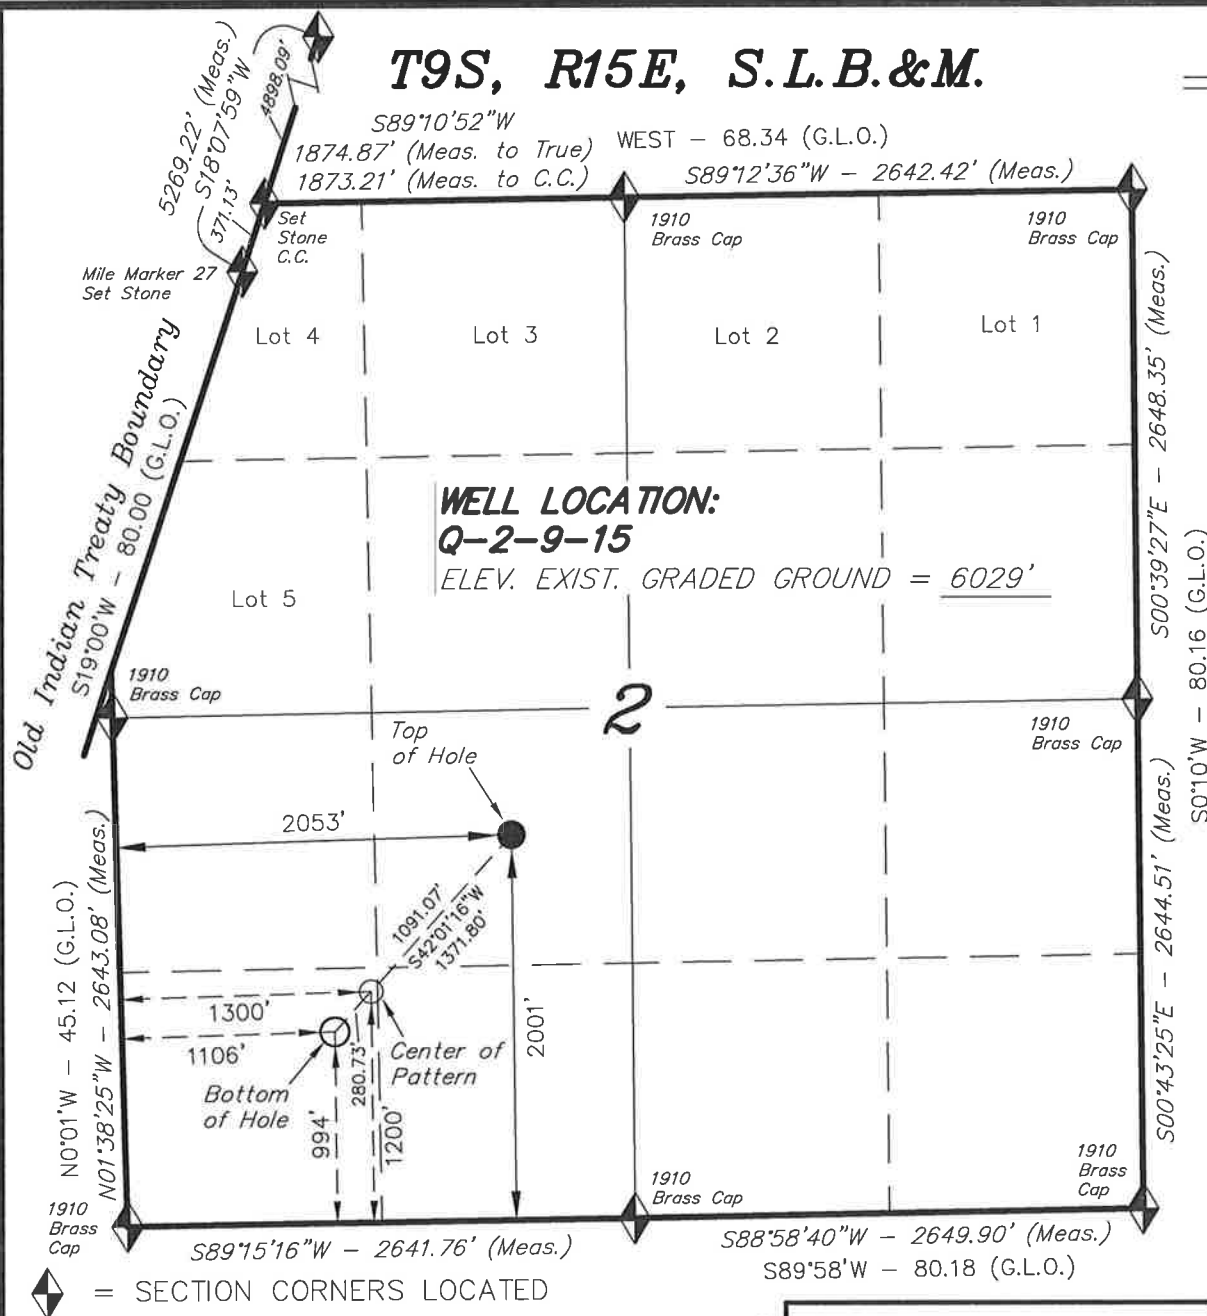 T9S, R15E, S.L.B.&M.
5269.22' (Meas.)
S18°07'59"W
4898.09'
371.13'
S89°10'52"W
1874.87' (Meas. to True)
1873.21' (Meas. to C.C.)
WEST - 68.34 (G.L.O.)
S89°12'36"W - 2642.42' (Meas.)
Set
Stone
C.C.
1910
Brass Cap
1910
Brass Cap
Mile Marker 27
Set Stone
Lot 4
Lot 3
Lot 2
Lot 1
Old Indian Treaty Boundary
S19°00'W - 80.00 (G.L.O.)
S00°39'27"E - 2648.35' (Meas.)
S0°10'W - 80.16 (G.L.O.)
WELL LOCATION:
Q-2-9-15
ELEV. EXIST. GRADED GROUND = 6029'
Lot 5
1910
Brass Cap
2
1910
Brass Cap
Top
of Hole
2053'
1091.07'
S42°01'16"W
1371.80'
2001'
N0°01'W - 45.12 (G.L.O.)
N01°38'25"W - 2643.08' (Meas.)
S00°43'25"E - 2644.51' (Meas.)
1300'
1106'
Center of
Pattern
280.73'
Bottom
of Hole
994'
1200'
1910
Brass
Cap
1910
Brass Cap
1910
Brass
Cap
S89°15'16"W - 2641.76' (Meas.)
S88°58'40"W - 2649.90' (Meas.)
S89°58'W - 80.18 (G.L.O.)
= SECTION CORNERS LOCATED